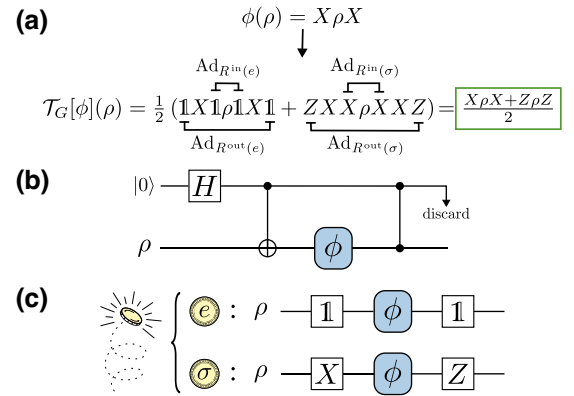 (a)
ϕ(ρ) = XρX
Ad_{R^{in}(e)} Ad_{R^{in}(σ)}
𝒯_G[ϕ](ρ) = 1/2 (𝟙X𝟙ρ𝟙X𝟙 + ZXXρXXZ) = XρX+ZρZ/2
Ad_{R^{out}(e)} Ad_{R^{out}(σ)}
(b)
|0⟩ H
discard
ρ ϕ
(c)
e : ρ 𝟙 ϕ 𝟙
σ : ρ X ϕ Z